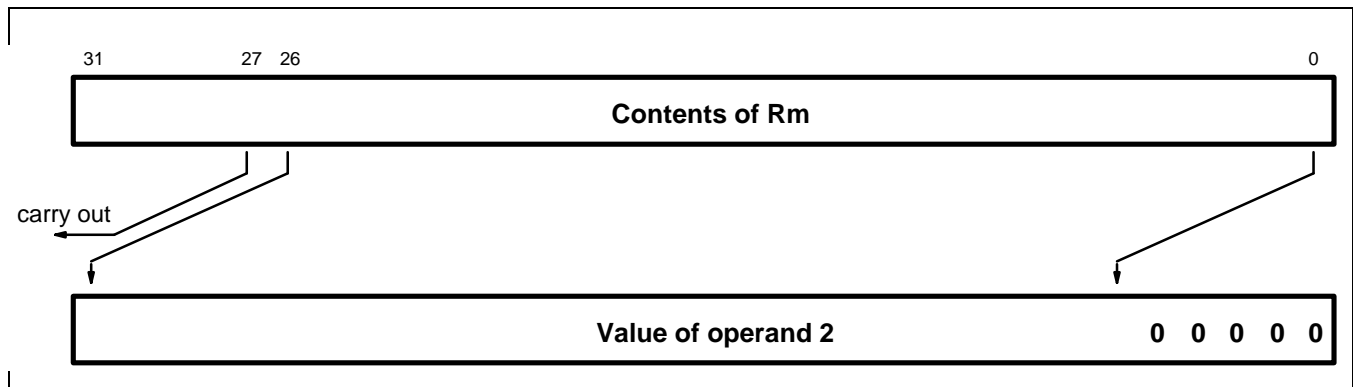 31 27 26 0
Contents of Rm
carry out
Value of operand 2 0 0 0 0 0